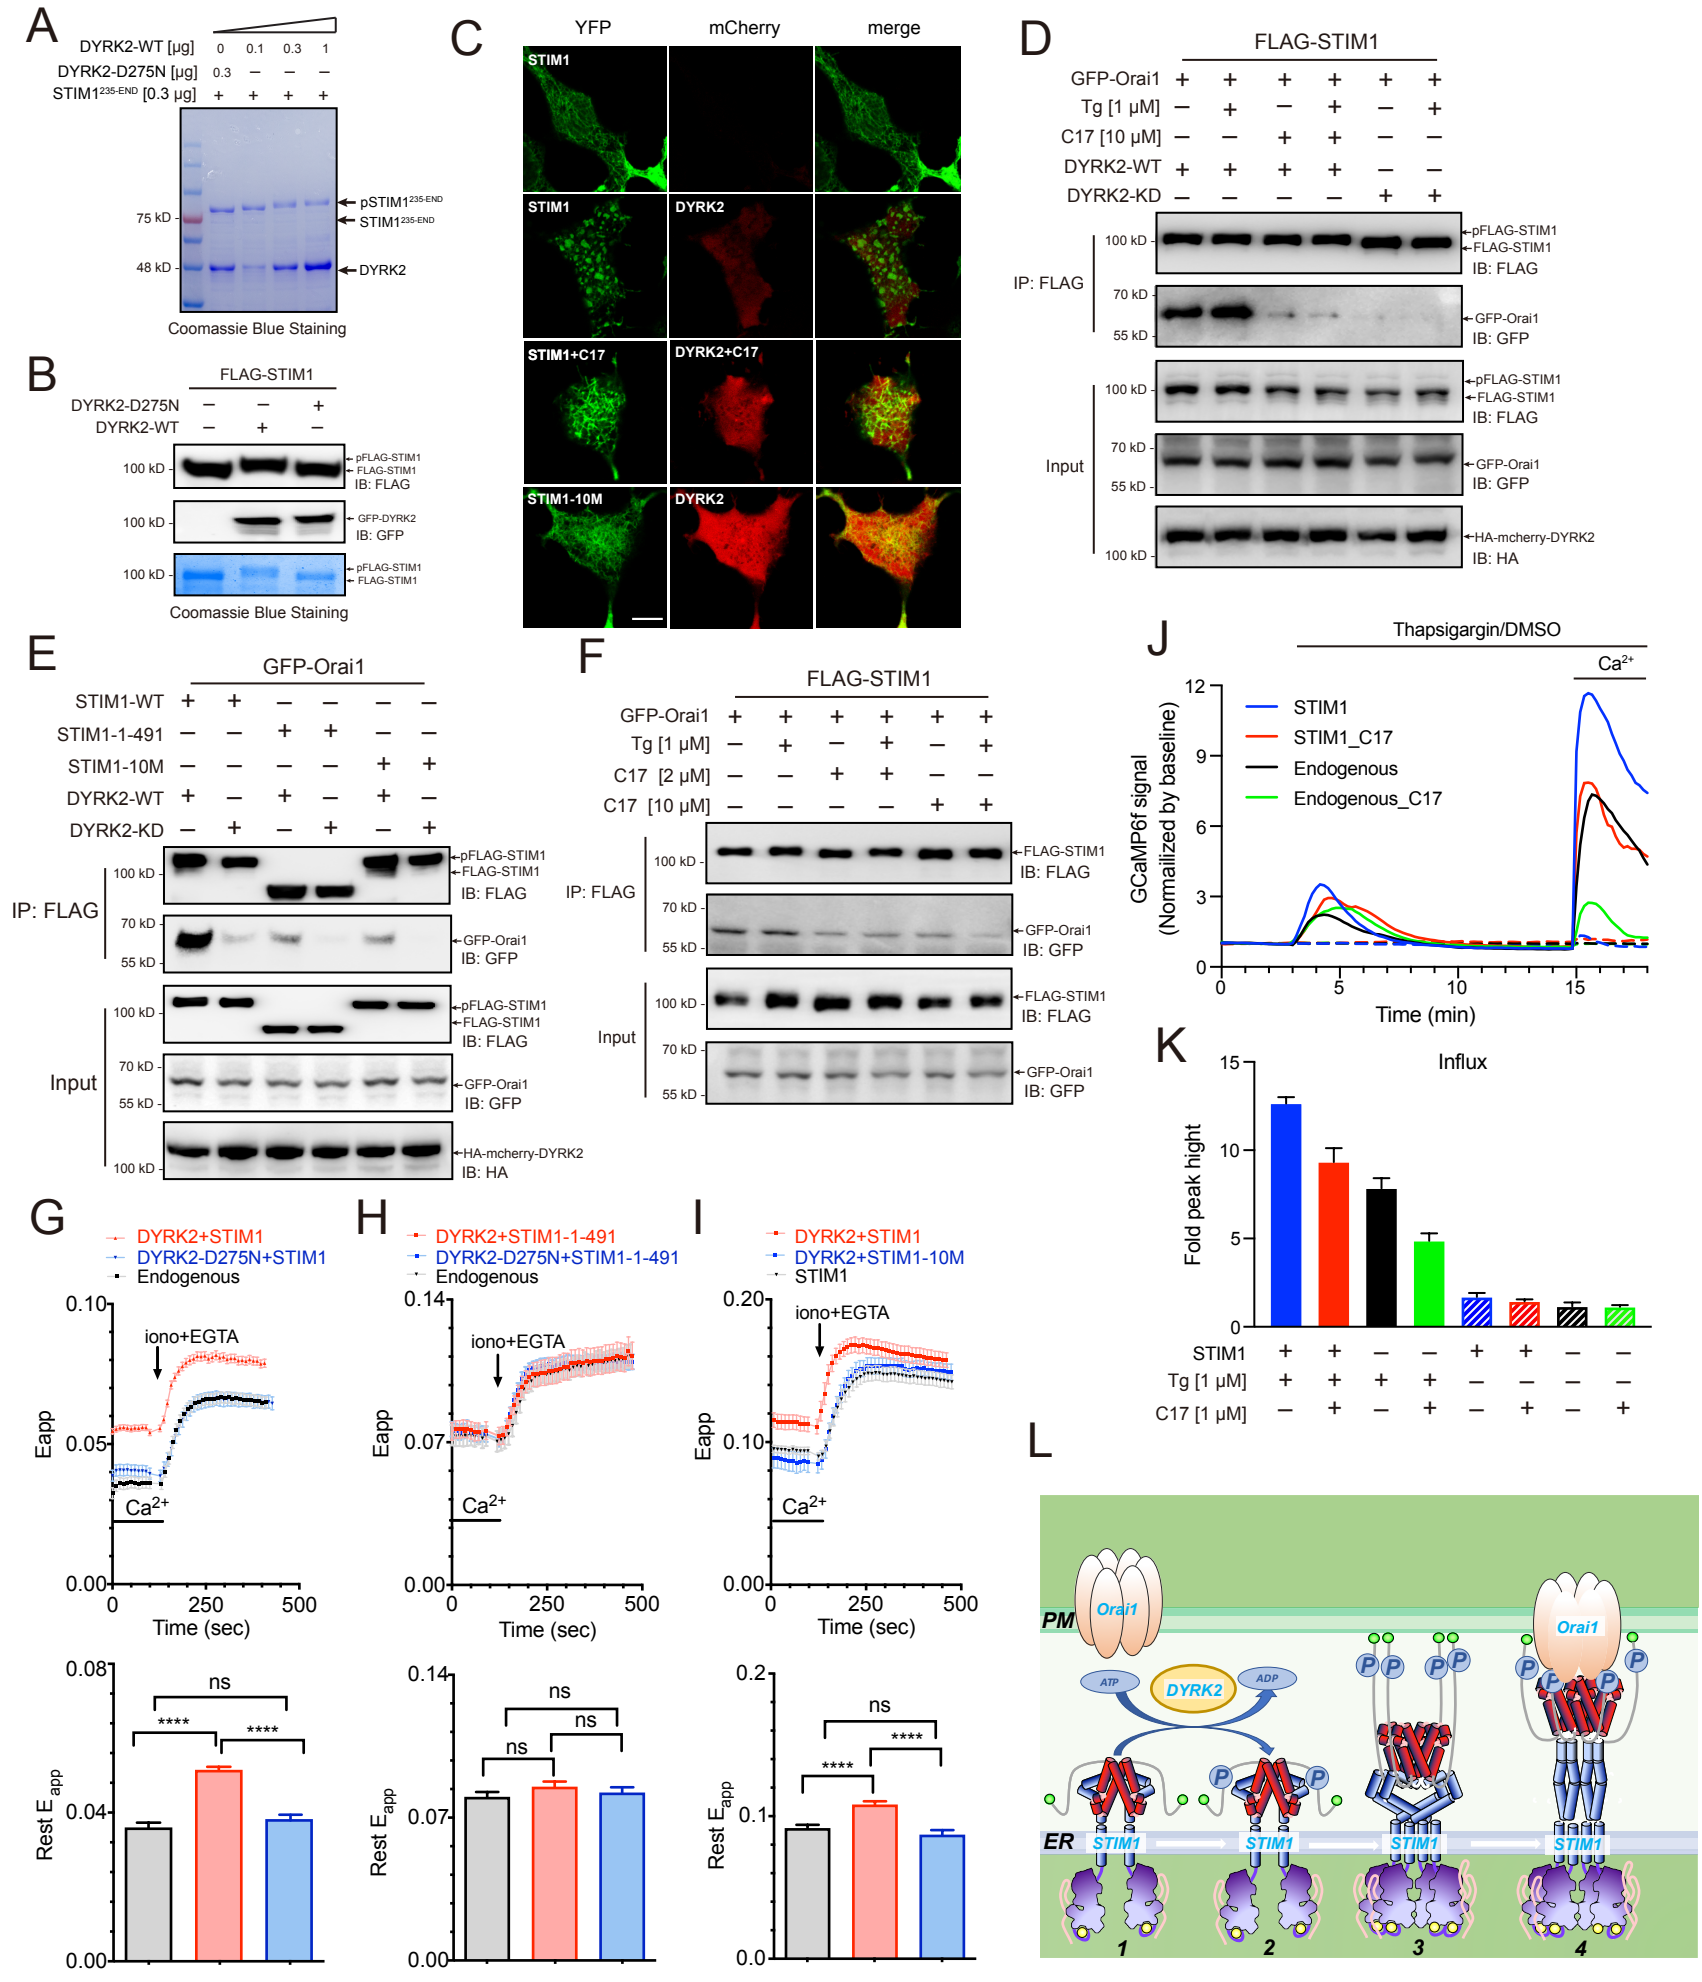 A
DYRK2-WT [µg] 0 0.1 0.3 1
DYRK2-D275N [µg] 0.3 – – –
STIM1²³⁵⁻ᴱᴺᴰ [0.3 µg] + + + +
75 kD
48 kD
pSTIM1²³⁵⁻ᴱᴺᴰ
STIM1²³⁵⁻ᴱᴺᴰ
DYRK2
Coomassie Blue Staining
B
FLAG-STIM1
DYRK2-D275N – – +
DYRK2-WT – + –
100 kD
pFLAG-STIM1
FLAG-STIM1
IB: FLAG
100 kD
GFP-DYRK2
IB: GFP
100 kD
pFLAG-STIM1
FLAG-STIM1
Coomassie Blue Staining
C
YFP mCherry merge
STIM1
STIM1 DYRK2
STIM1+C17 DYRK2+C17
STIM1-10M DYRK2
D
FLAG-STIM1
GFP-Orai1 + + + + + +
Tg [1 µM] – + – + – +
C17 [10 µM] – – + + – –
DYRK2-WT + + + + – –
DYRK2-KD – – – – + +
IP: FLAG
100 kD
pFLAG-STIM1
FLAG-STIM1
IB: FLAG
70 kD
55 kD
GFP-Orai1
IB: GFP
Input
100 kD
pFLAG-STIM1
FLAG-STIM1
IB: FLAG
70 kD
55 kD
GFP-Orai1
IB: GFP
100 kD
HA-mcherry-DYRK2
IB: HA
E
GFP-Orai1
STIM1-WT + + – – – –
STIM1-1-491 – – + + – –
STIM1-10M – – – – + +
DYRK2-WT + – + – + –
DYRK2-KD – + – + – +
IP: FLAG
100 kD
pFLAG-STIM1
FLAG-STIM1
IB: FLAG
70 kD
55 kD
GFP-Orai1
IB: GFP
Input
100 kD
pFLAG-STIM1
FLAG-STIM1
IB: FLAG
70 kD
55 kD
GFP-Orai1
IB: GFP
100 kD
HA-mcherry-DYRK2
IB: HA
F
FLAG-STIM1
GFP-Orai1 + + + + + +
Tg [1 µM] – + – + – +
C17 [2 µM] – – + + – –
C17 [10 µM] – – – – + +
IP: FLAG
100 kD
FLAG-STIM1
IB: FLAG
70 kD
55 kD
GFP-Orai1
IB: GFP
Input
100 kD
FLAG-STIM1
IB: FLAG
70 kD
55 kD
GFP-Orai1
IB: GFP
J
Thapsigargin/DMSO
Ca²⁺
STIM1
STIM1_C17
Endogenous
Endogenous_C17
GCaMP6f signal
(Normailized by baseline)
12
9
6
3
0
0 5 10 15
Time (min)
K
Influx
Fold peak hight
15
10
5
0
STIM1 + + – – + + – –
Tg [1 µM] + + + + – – – –
C17 [1 µM] – + – + – + – +
G
DYRK2+STIM1
DYRK2-D275N+STIM1
Endogenous
0.10
0.05
0.00
Eapp
iono+EGTA
Ca²⁺
0 250 500
Time (sec)
0.08
0.04
0.00
Rest Eapp
ns
**** ****
H
DYRK2+STIM1-1-491
DYRK2-D275N+STIM1-1-491
Endogenous
0.14
0.07
0.00
Eapp
iono+EGTA
Ca²⁺
0 250 500
Time (sec)
0.14
0.07
0.00
Rest Eapp
ns
ns
ns
I
DYRK2+STIM1
DYRK2+STIM1-10M
STIM1
0.20
0.10
0.00
Eapp
iono+EGTA
Ca²⁺
0 250 500
Time (sec)
0.2
0.1
0.0
Rest Eapp
ns
****
****
L
PM
Orai1
Orai1
ATP
DYRK2
ADP
P P P P P P P P P P
ER
STIM1 STIM1 STIM1 STIM1
1 2 3 4